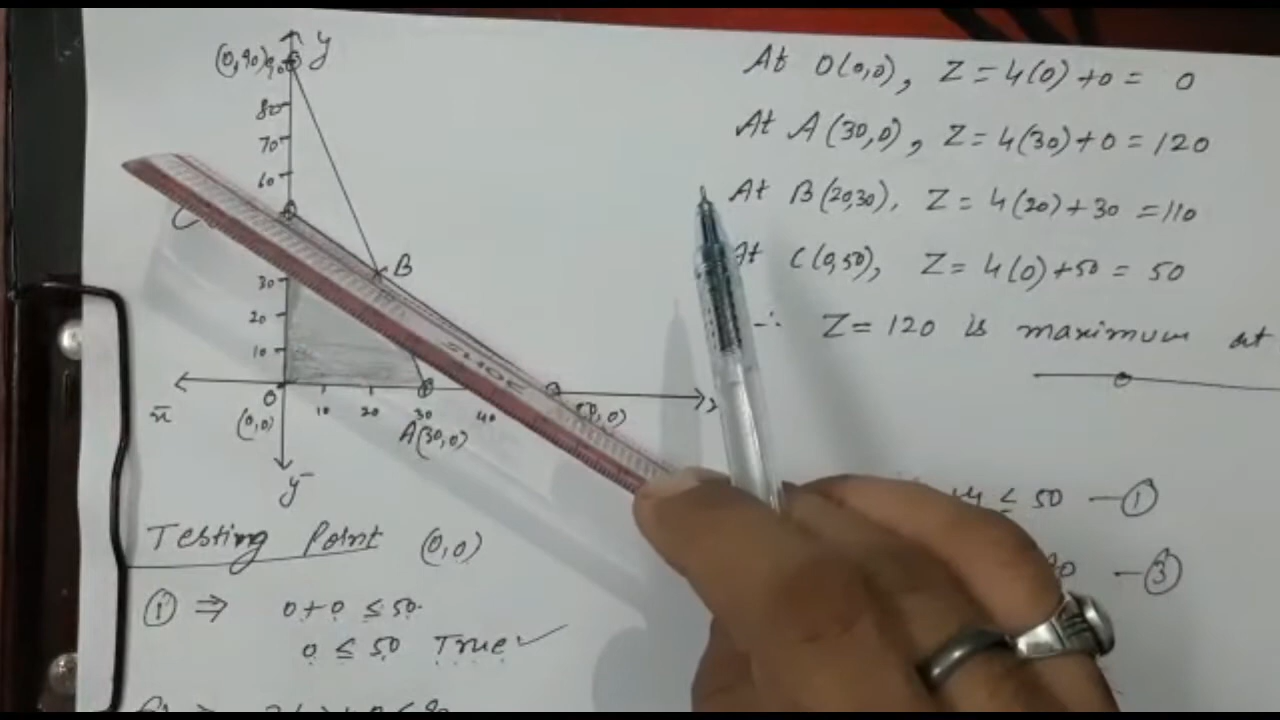 y
(0,90) 90
80
70
60
C
B
30
20
10
O
10 20 30 40
(0,0)
A(30,0)
At O(0,0), Z = 4(0) + 0 = 0
At A(30,0), Z = 4(30) + 0 = 120
At B(20,30), Z = 4(20) + 30 = 110
At C(0,50), Z = 4(0) + 50 = 50
∴ Z = 120 is maximum at
≤ 50 — ①
— ③
Testing Point (0,0)
① ⇒ 0 + 0 ≤ 50.
0 ≤ 50 True ✓